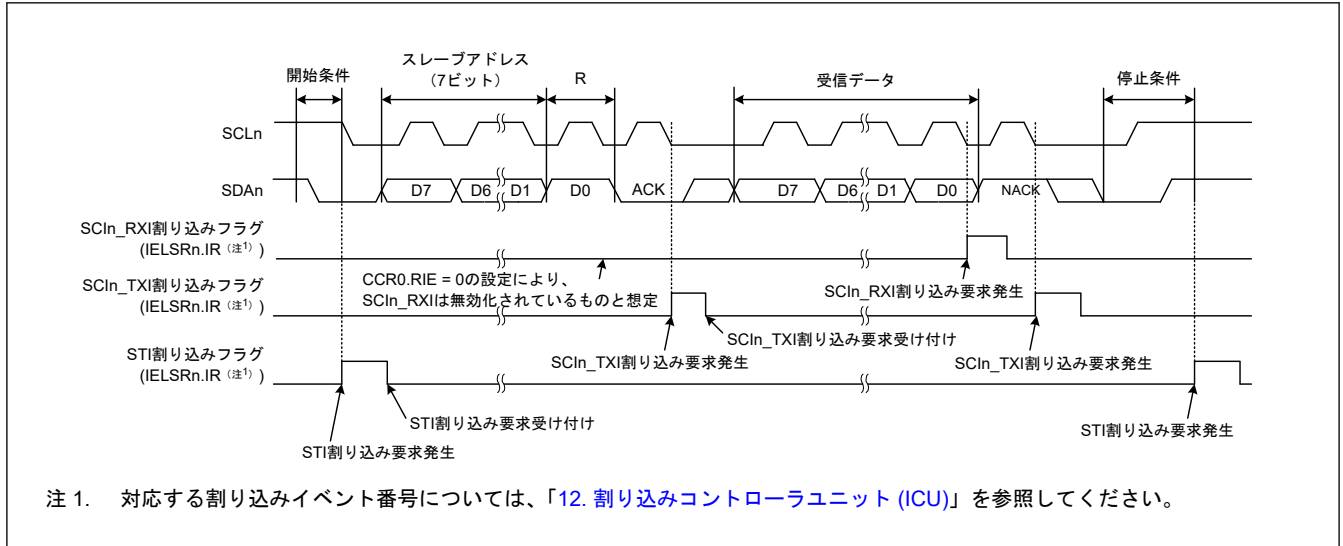 開始条件
スレーブアドレス
（7ビット）
R
受信データ
停止条件
SCLn
SDAn
D7
D6
D1
D0
ACK
D7
D6
D1
D0
NACK
SCIn_RXI割り込みフラグ
(IELSRn.IR（注1）)
CCR0.RIE = 0の設定により、
SCIn_RXIは無効化されているものと想定
SCIn_RXI割り込み要求発生
SCIn_TXI割り込みフラグ
(IELSRn.IR（注1）)
SCIn_TXI割り込み要求受け付け
SCIn_TXI割り込み要求発生
SCIn_TXI割り込み要求発生
STI割り込みフラグ
(IELSRn.IR（注1）)
STI割り込み要求受け付け
STI割り込み要求発生
STI割り込み要求発生
注 1. 対応する割り込みイベント番号については、「12. 割り込みコントローラユニット (ICU)」を参照してください。